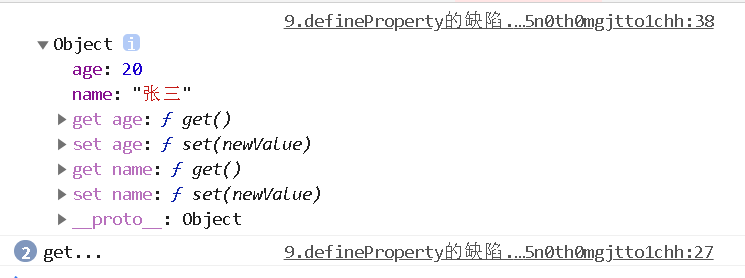 9.defineProperty的缺陷.…5n0th0mgjtto1chh:38
▼Object i
age: 20
name: "张三"
▶get age: ƒ get()
▶set age: ƒ set(newValue)
▶get name: ƒ get()
▶set name: ƒ set(newValue)
▶__proto__: Object
2 get... 9.defineProperty的缺陷.…5n0th0mgjtto1chh:27